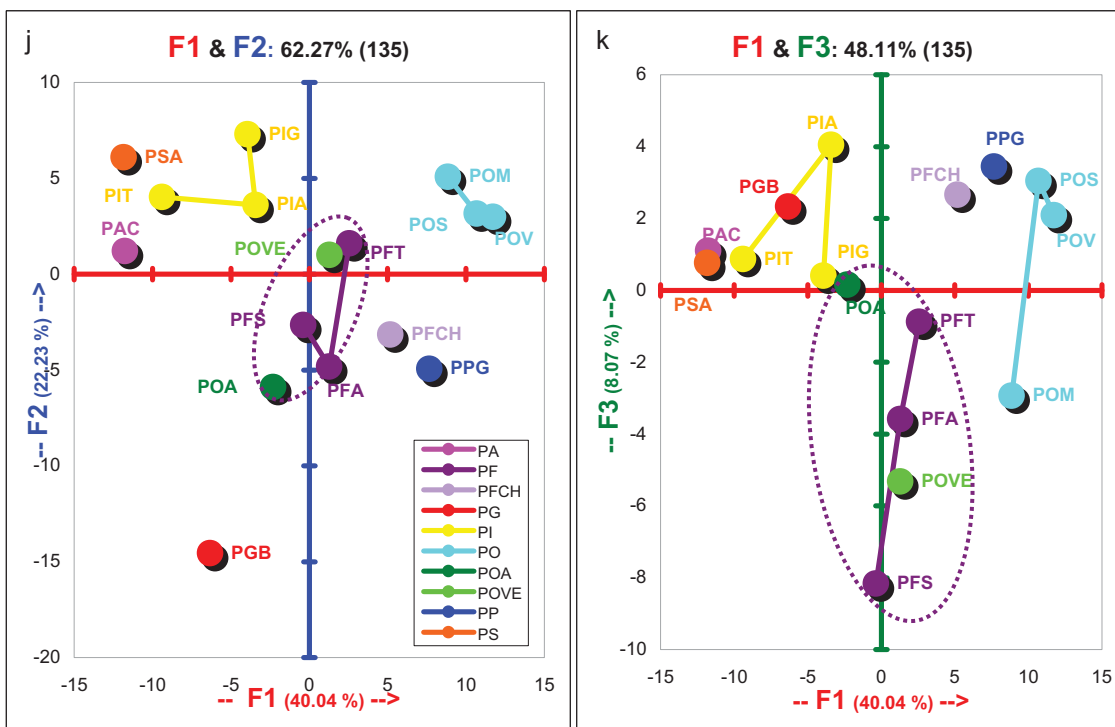 j
F1 & F2: 62.27% (135)
10
5
0
-5
-10
-15
-20
-15
-10
-5
0
5
10
15
-- F2 (22.23 %) -->
-- F1 (40.04 %) -->
PSA
PIG
PIT
PIA
PAC
POM
POS
POV
POVE
PFT
PFS
PFCH
PFA
PPG
POA
PGB
PA
PF
PFCH
PG
PI
PO
POA
POVE
PP
PS
k
F1 & F3: 48.11% (135)
6
4
2
0
-2
-4
-6
-8
-10
-15
-10
-5
0
5
10
15
-- F3 (8.07 %) -->
-- F1 (40.04 %) -->
PIA
PPG
PFCH
POS
PGB
POV
PAC
PIT
PIG
PSA
POA
PFT
POM
PFA
POVE
PFS